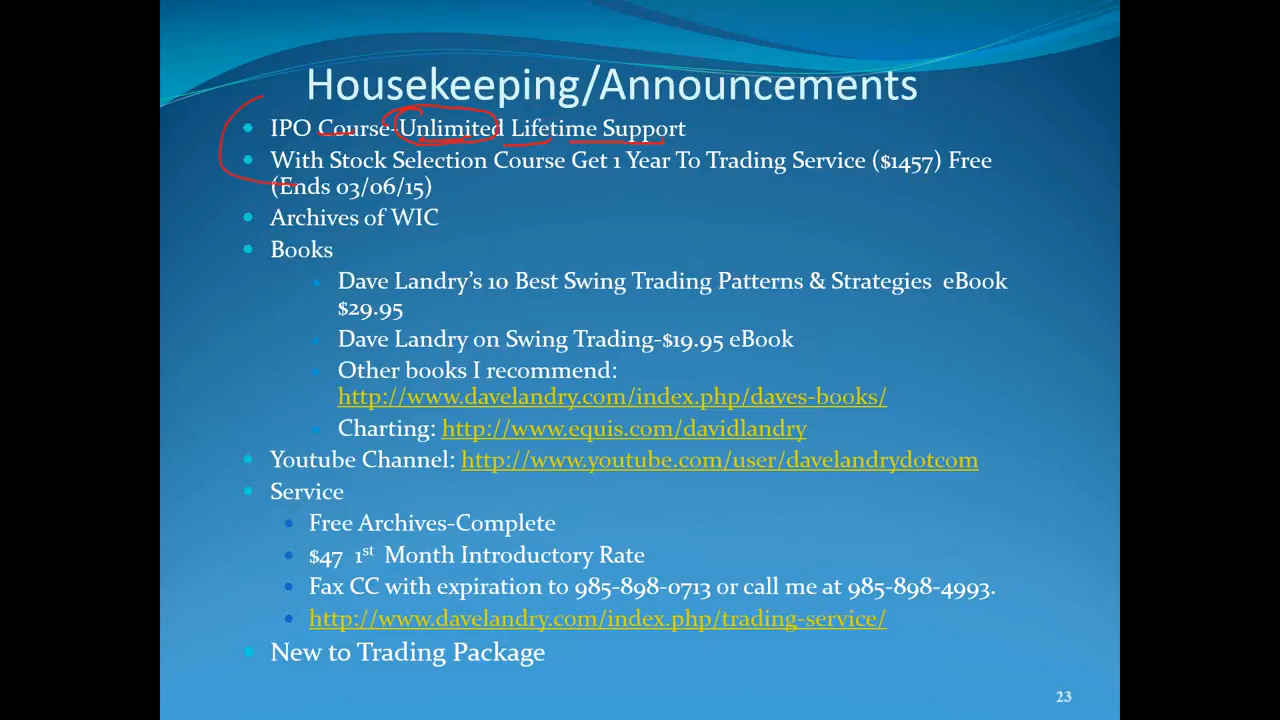 Housekeeping/Announcements
IPO Course-Unlimited Lifetime Support
With Stock Selection Course Get 1 Year To Trading Service ($1457) Free
(Ends 03/06/15)
Archives of WIC
Books
Dave Landry's 10 Best Swing Trading Patterns & Strategies eBook
$29.95
Dave Landry on Swing Trading-$19.95 eBook
Other books I recommend:
http://www.davelandry.com/index.php/daves-books/
Charting: http://www.equis.com/davidlandry
Youtube Channel: http://www.youtube.com/user/davelandrydotcom
Service
Free Archives-Complete
$47 1st Month Introductory Rate
Fax CC with expiration to 985-898-0713 or call me at 985-898-4993.
http://www.davelandry.com/index.php/trading-service/
New to Trading Package
23